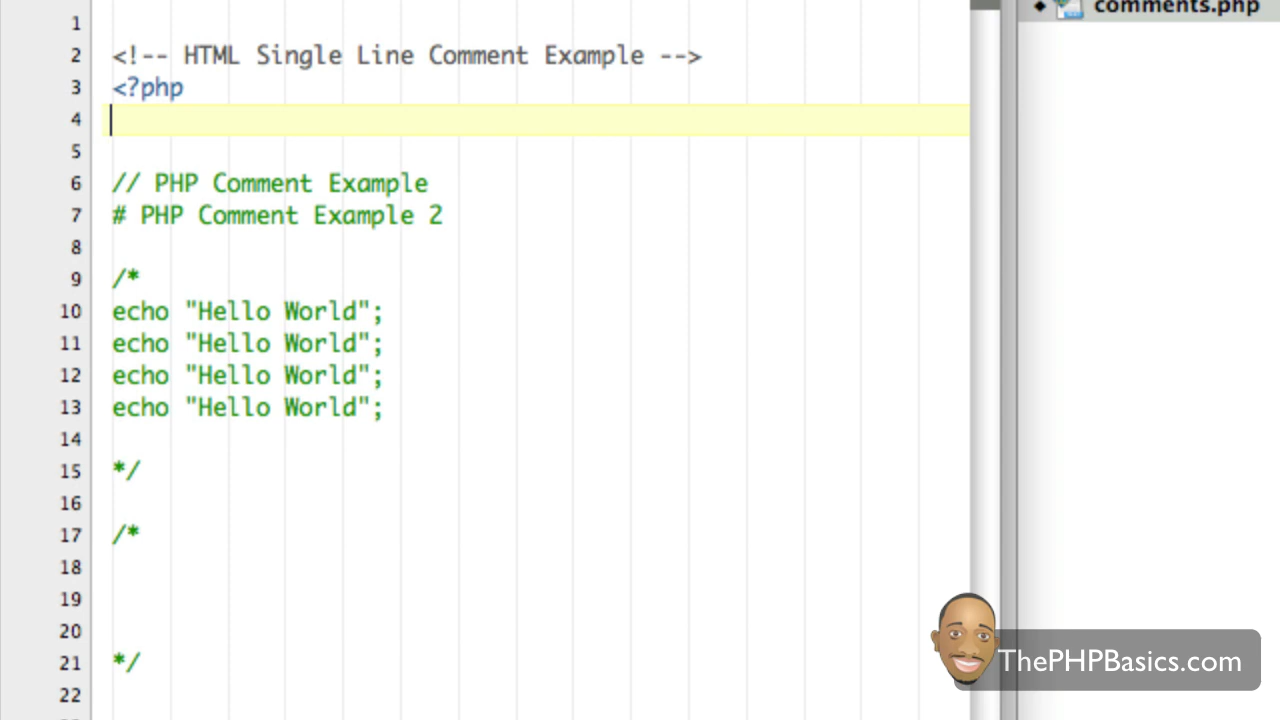 comments.php
1
2 <!-- HTML Single Line Comment Example -->
3 <?php
4
5
6 // PHP Comment Example
7 # PHP Comment Example 2
8
9 /*
10 echo "Hello World";
11 echo "Hello World";
12 echo "Hello World";
13 echo "Hello World";
14
15 */
16
17 /*
18
19
20
21 */
22
ThePHPBasics.com